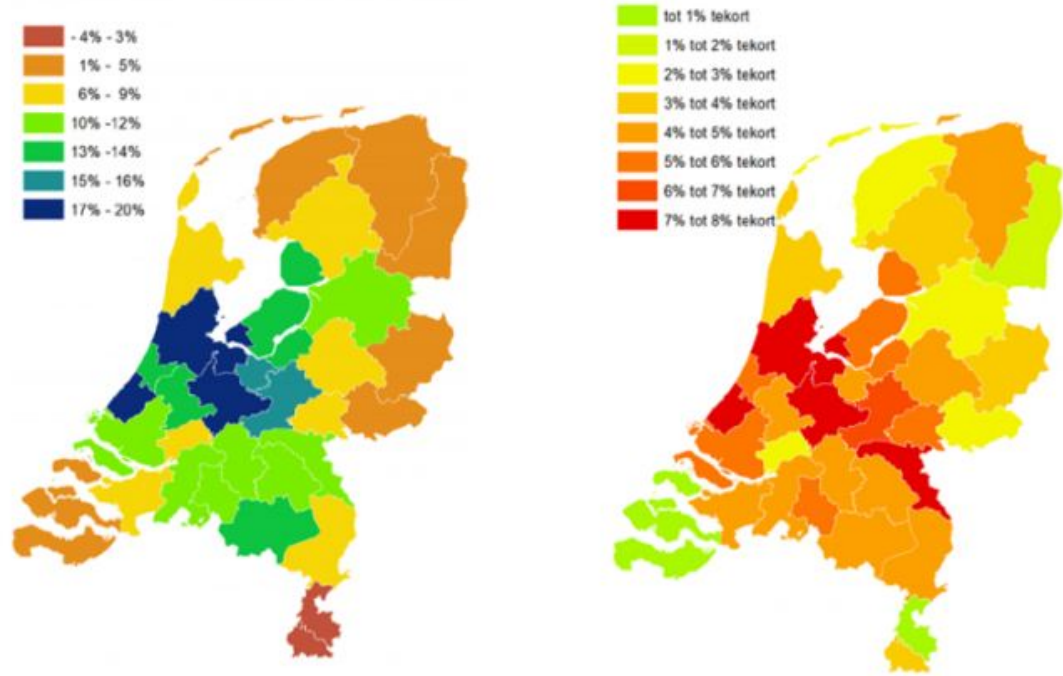 - 4% - 3%
1% - 5%
6% - 9%
10% -12%
13% -14%
15% - 16%
17% - 20%
tot 1% tekort
1% tot 2% tekort
2% tot 3% tekort
3% tot 4% tekort
4% tot 5% tekort
5% tot 6% tekort
6% tot 7% tekort
7% tot 8% tekort